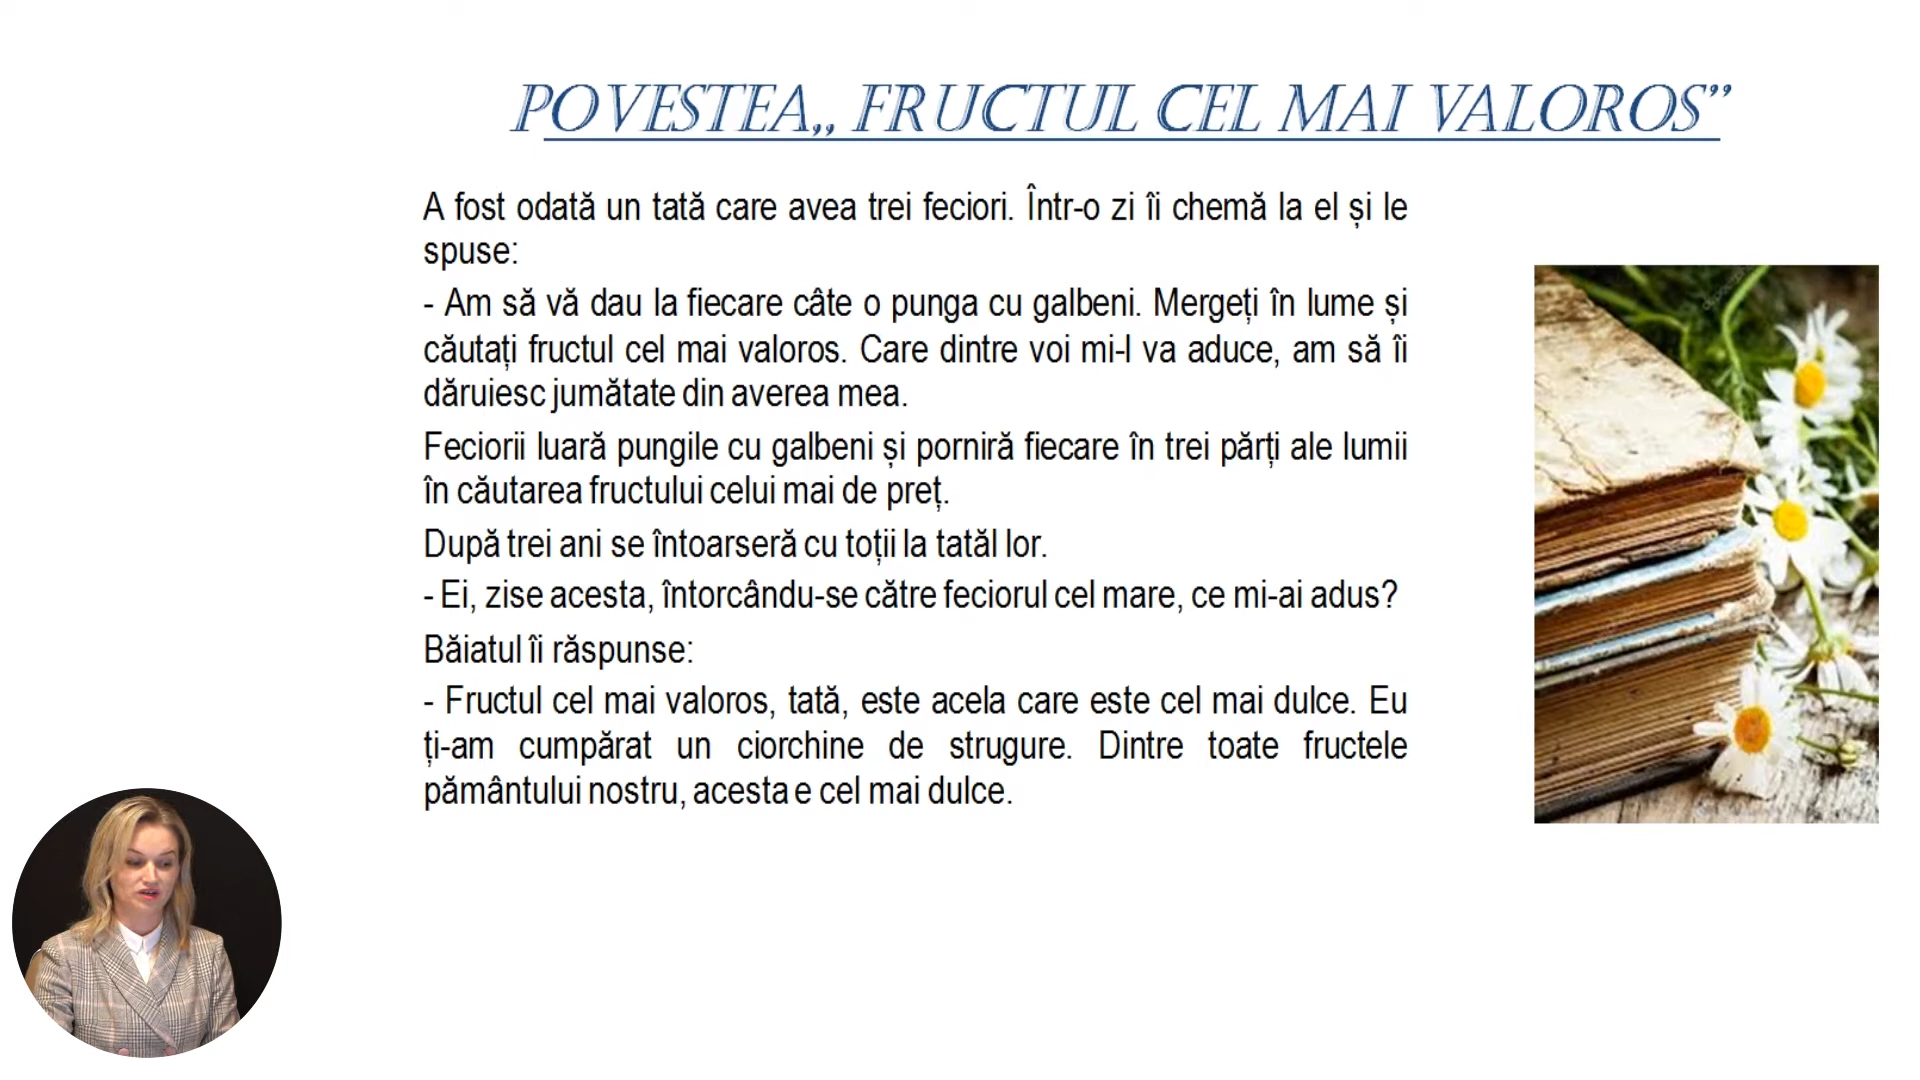 POVESTEA,, FRUCTUL CEL MAI VALOROS”
A fost odată un tată care avea trei feciori. Într-o zi îi chemă la el și le
spuse:
- Am să vă dau la fiecare câte o punga cu galbeni. Mergeți în lume și
căutați fructul cel mai valoros. Care dintre voi mi-l va aduce, am să îi
dăruiesc jumătate din averea mea.
Feciorii luară pungile cu galbeni și porniră fiecare în trei părți ale lumii
în căutarea fructului celui mai de preț.
După trei ani se întoarseră cu toții la tatăl lor.
- Ei, zise acesta, întorcându-se către feciorul cel mare, ce mi-ai adus?
Băiatul îi răspunse:
- Fructul cel mai valoros, tată, este acela care este cel mai dulce. Eu
ți-am cumpărat un ciorchine de strugure. Dintre toate fructele
pământului nostru, acesta e cel mai dulce.